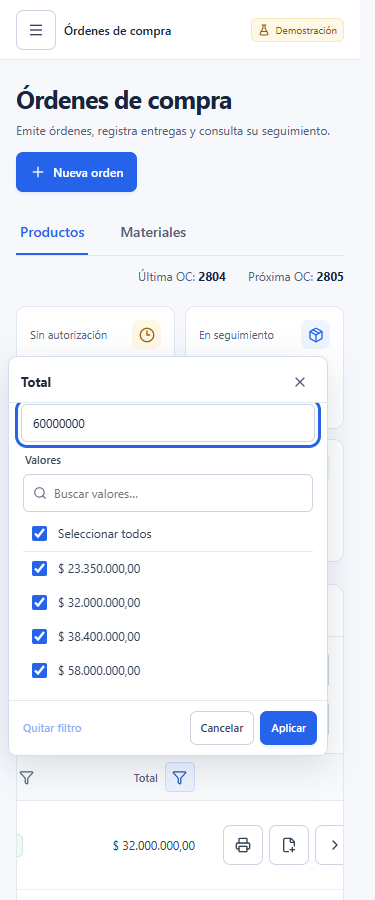 Órdenes de compra
Demostración
Órdenes de compra
Emite órdenes, registra entregas y consulta su seguimiento.
Nueva orden
Productos
Materiales
Última OC: 2804
Próxima OC: 2805
Sin autorización
En seguimiento
Total
60000000
Valores
Buscar valores...
Seleccionar todos
$ 23.350.000,00
$ 32.000.000,00
$ 38.400.000,00
$ 58.000.000,00
Quitar filtro
Cancelar
Aplicar
Total
$ 32.000.000,00